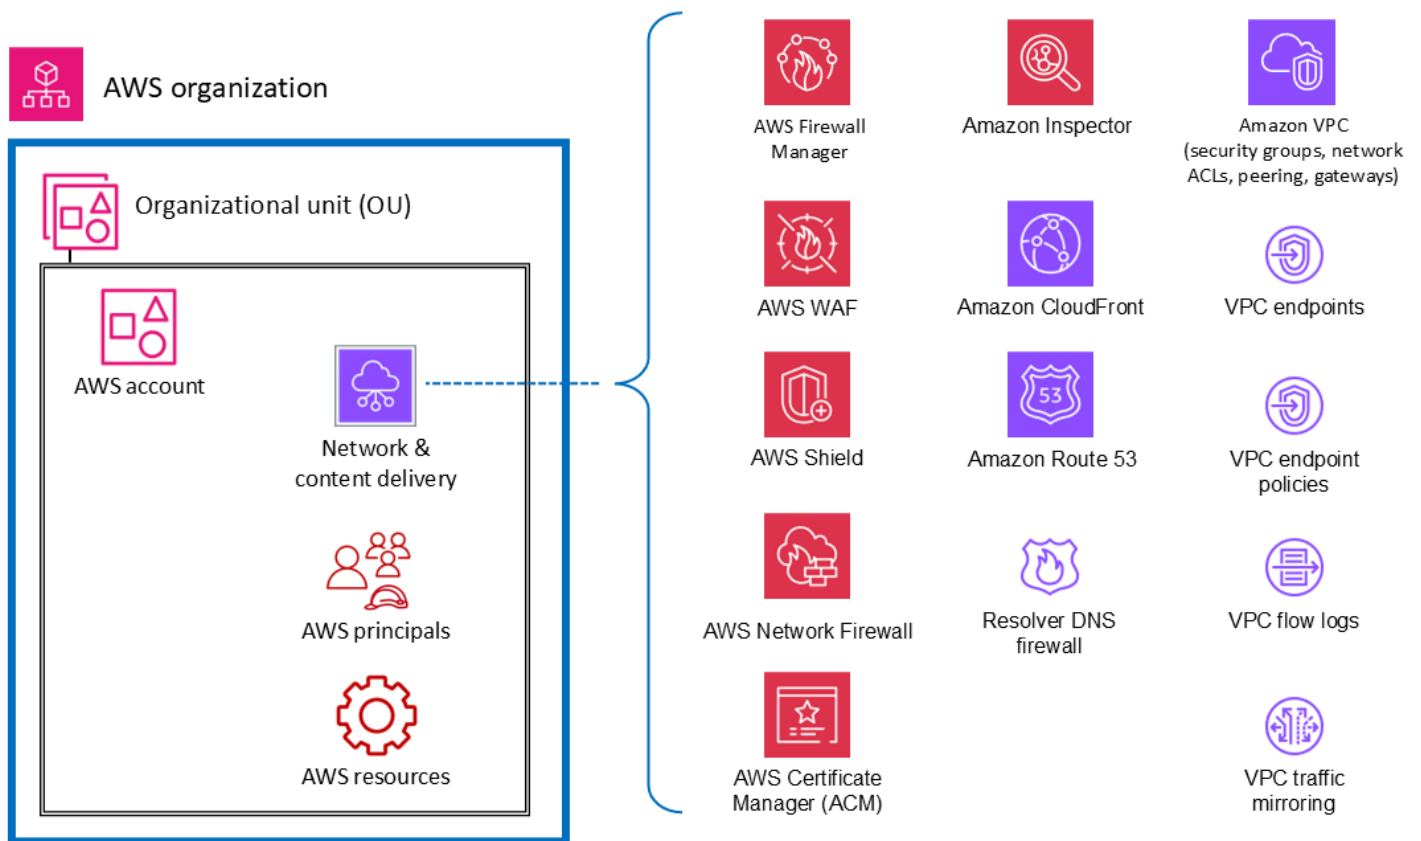 AWS organization
Organizational unit (OU)
AWS account
Network &
content delivery
AWS principals
AWS resources
AWS Firewall
Manager
AWS WAF
AWS Shield
AWS Network Firewall
AWS Certificate
Manager (ACM)
Amazon Inspector
Amazon CloudFront
53
Amazon Route 53
Resolver DNS
firewall
Amazon VPC
(security groups, network
ACLs, peering, gateways)
VPC endpoints
VPC endpoint
policies
VPC flow logs
VPC traffic
mirroring